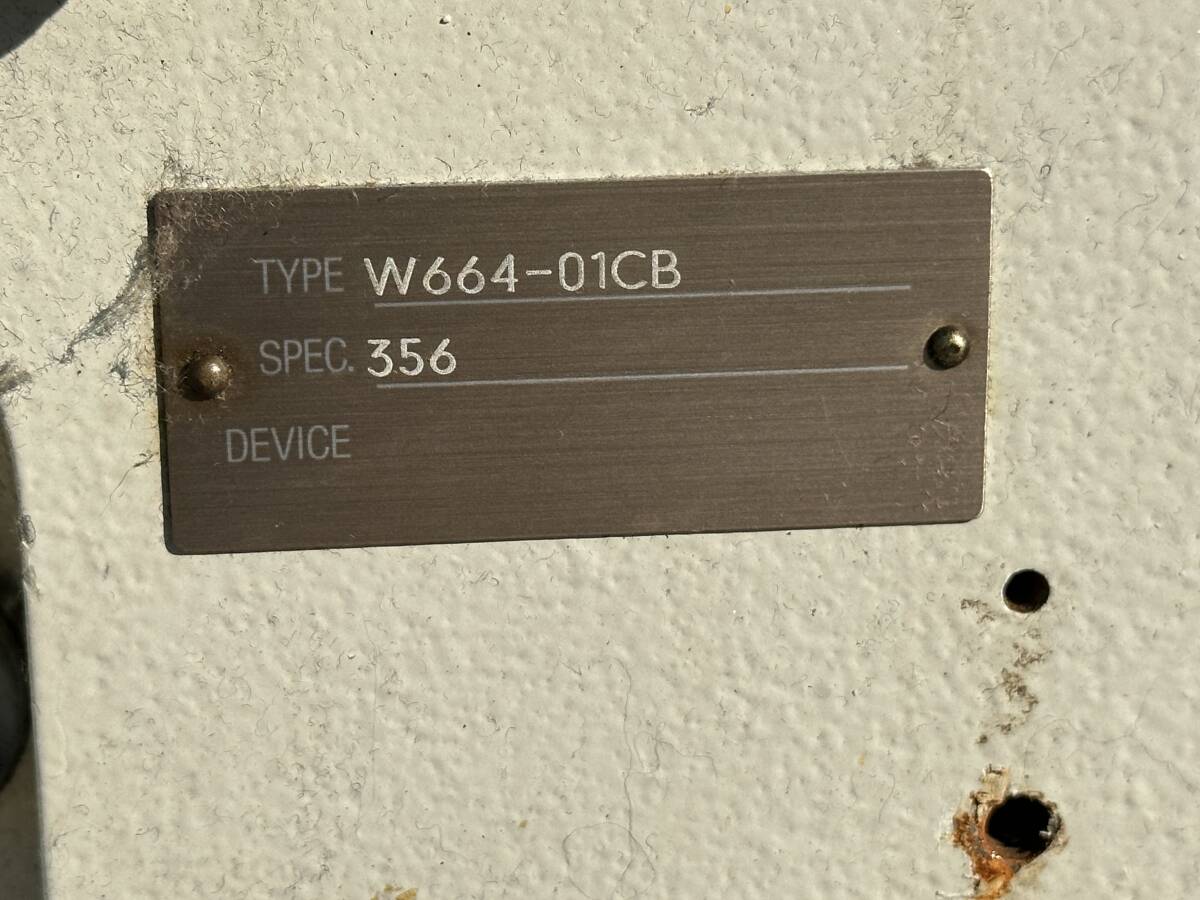 TYPE W664-01CB
SPEC. 356
DEVICE